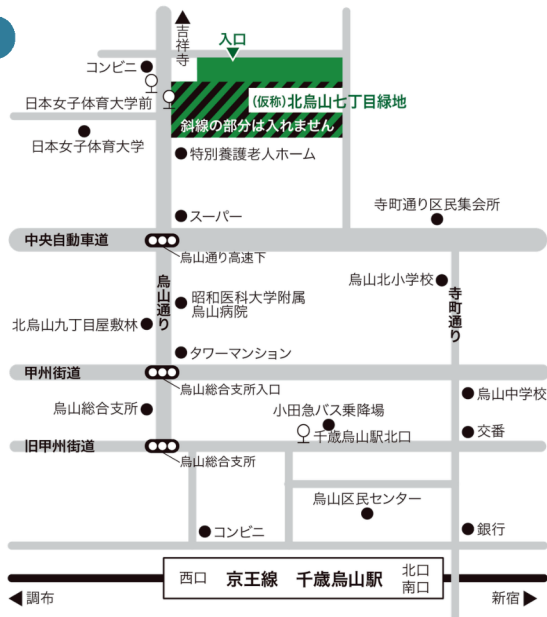 吉祥寺
入口
コンビニ
日本女子体育大学前
(仮称)北烏山七丁目緑地
斜線の部分は入れません
日本女子体育大学
特別養護老人ホーム
寺町通り区民集会所
スーパー
中央自動車道
烏山通り高速下
烏山北小学校
烏山通り
寺町通り
昭和医科大学附属
烏山病院
北烏山九丁目屋敷林
タワーマンション
甲州街道
烏山総合支所入口
烏山中学校
烏山総合支所
小田急バス乗降場
千歳烏山駅北口
交番
旧甲州街道
烏山総合支所
烏山区民センター
コンビニ
銀行
西口 京王線 千歳烏山駅 北口
南口
調布
新宿